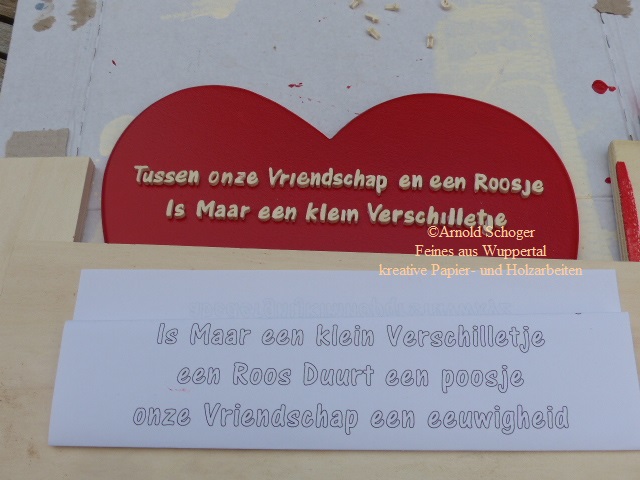 Tussen onze Vriendschap en een Roosje
Is Maar een klein Verschilletje
©Arnold Schoger
Feines aus Wuppertal
kreative Papier- und Holzarbeiten
Is Maar een klein Verschilletje
een Roos Duurt een poosje
onze Vriendschap een eeuwigheid